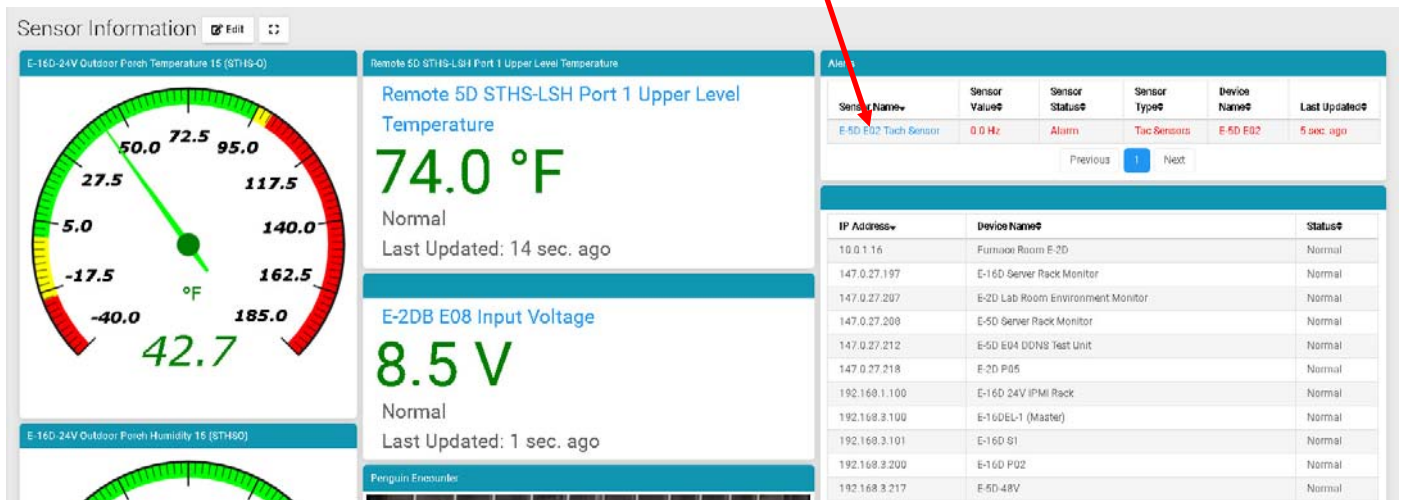 Sensor Information Edit
E-16D-24V Outdoor Porch Temperature 15 (STHS-O)
50.0 72.5 95.0
27.5 117.5
5.0 140.0
-17.5 162.5
°F
-40.0 185.0
42.7
E-16D-24V Outdoor Porch Humidity 15 (STHSO)
Remote 5D STHS-LSH Port 1 Upper Level Temperature
Remote 5D STHS-LSH Port 1 Upper Level
Temperature
74.0 °F
Normal
Last Updated: 14 sec. ago
E-2DB E08 Input Voltage
8.5 V
Normal
Last Updated: 1 sec. ago
Penguin Encounter
Alerts
Sensor Name Sensor Value Sensor Status Sensor Type Device Name Last Updated
E-5D E02 Tach Sensor 0.0 Hz Alarm Tac Sensors E-5D E02 5 sec. ago
Previous 1 Next
IP Address Device Name Status
10.0.1.16 Furnace Room E-2D Normal
147.0.27.197 E-16D Server Rack Monitor Normal
147.0.27.207 E-2D Lab Room Environment Monitor Normal
147.0.27.208 E-5D Server Rack Monitor Normal
147.0.27.212 E-5D E04 DDNS Test Unit Normal
147.0.27.218 E-2D P05 Normal
192.168.1.100 E-16D 24V IPMI Rack Normal
192.168.3.100 E-16DEL-1 (Master) Normal
192.168.3.101 E-16D S1 Normal
192.168.3.200 E-16D P02 Normal
192.168.3.217 E-5D-48V Normal